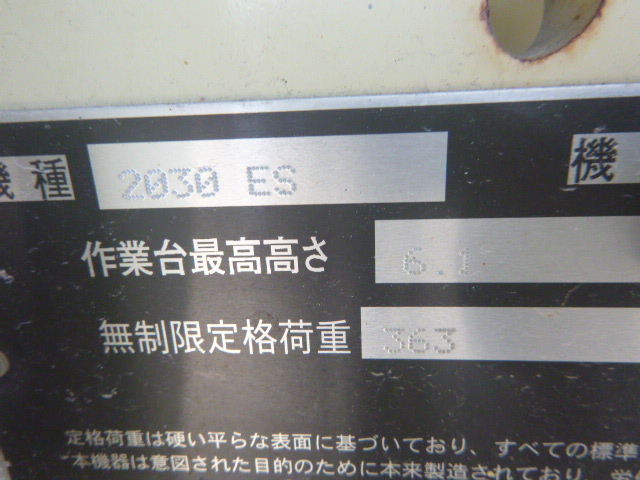 機種 2030 ES 機
作業台最高高さ 6.1
無制限定格荷重 363
定格荷重は硬い平らな表面に基づいており、すべての標準
本機器は意図された目的のために本来製造されており、労